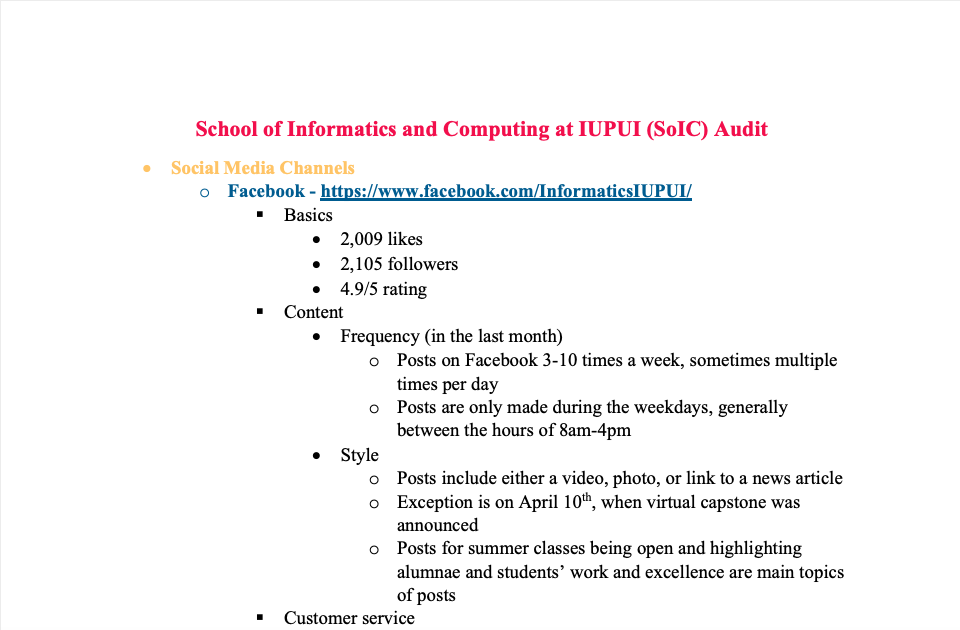 School of Informatics and Computing at IUPUI (SoIC) Audit
• Social Media Channels
o Facebook - https://www.facebook.com/InformaticsIUPUI/
▪ Basics
• 2,009 likes
• 2,105 followers
• 4.9/5 rating
▪ Content
• Frequency (in the last month)
o Posts on Facebook 3-10 times a week, sometimes multiple
times per day
o Posts are only made during the weekdays, generally
between the hours of 8am-4pm
• Style
o Posts include either a video, photo, or link to a news article
o Exception is on April 10th, when virtual capstone was
announced
o Posts for summer classes being open and highlighting
alumnae and students’ work and excellence are main topics
of posts
▪ Customer service